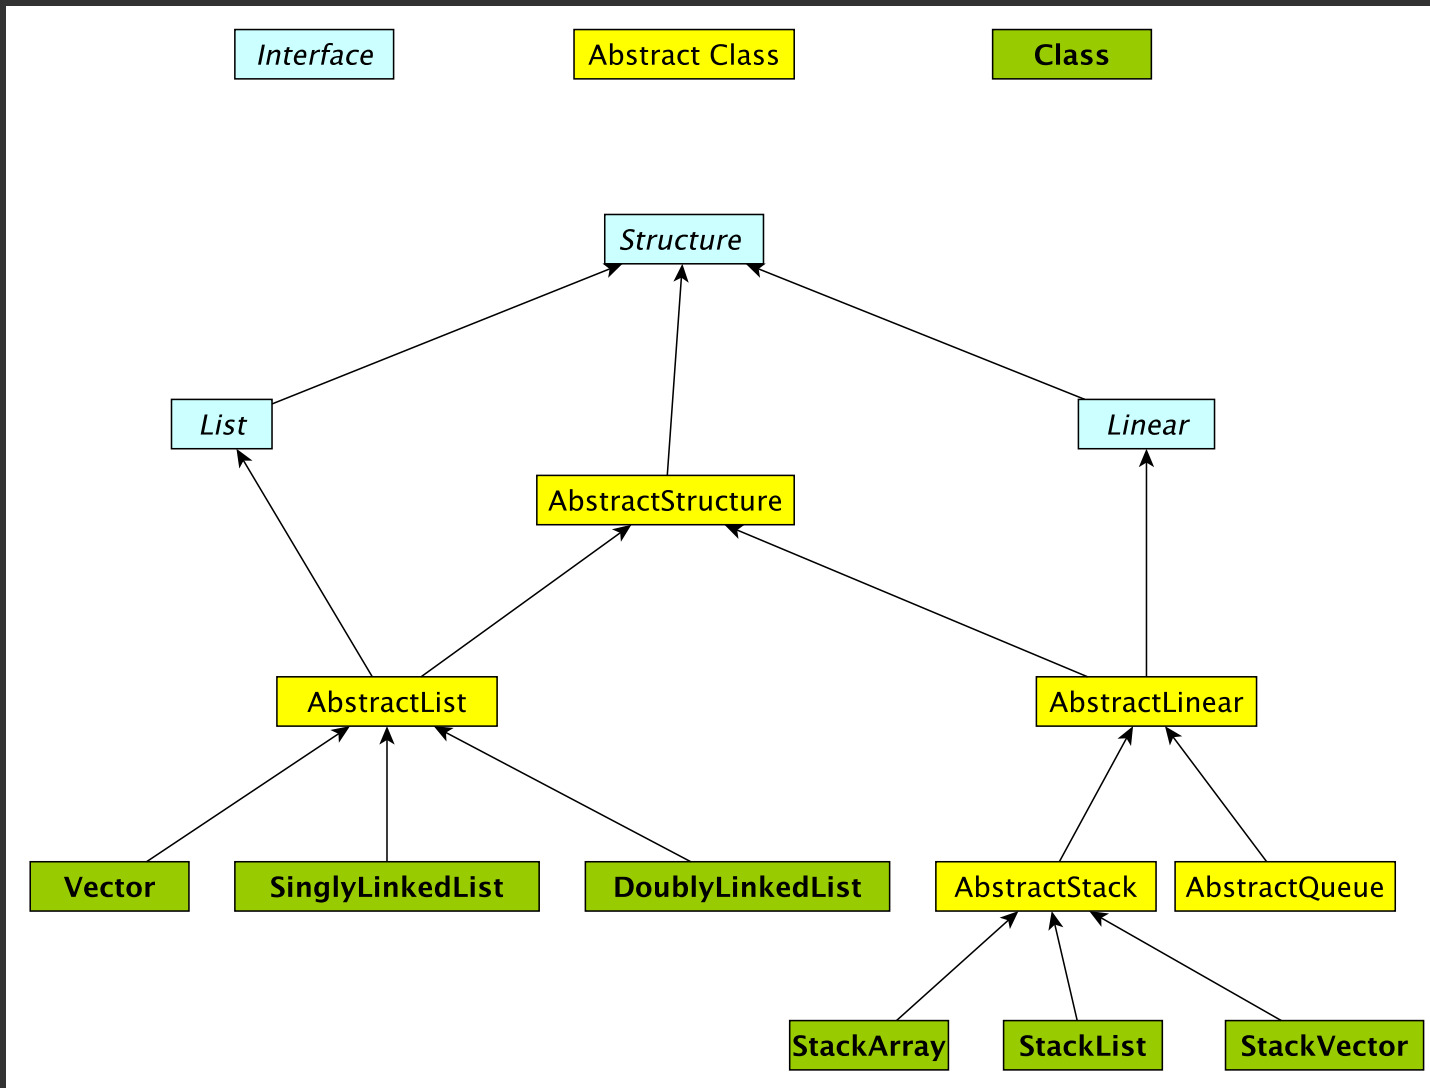 Interface
Abstract Class
Class
Structure
List
Linear
AbstractStructure
AbstractList
AbstractLinear
Vector
SinglyLinkedList
DoublyLinkedList
AbstractStack
AbstractQueue
StackArray
StackList
StackVector